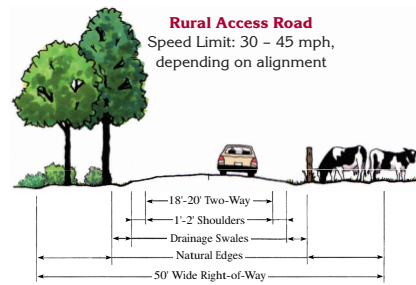 Rural Access Road
Speed Limit: 30 – 45 mph,
depending on alignment
18'-20' Two-Way
1'-2' Shoulders
Drainage Swales
Natural Edges
50' Wide Right-of-Way